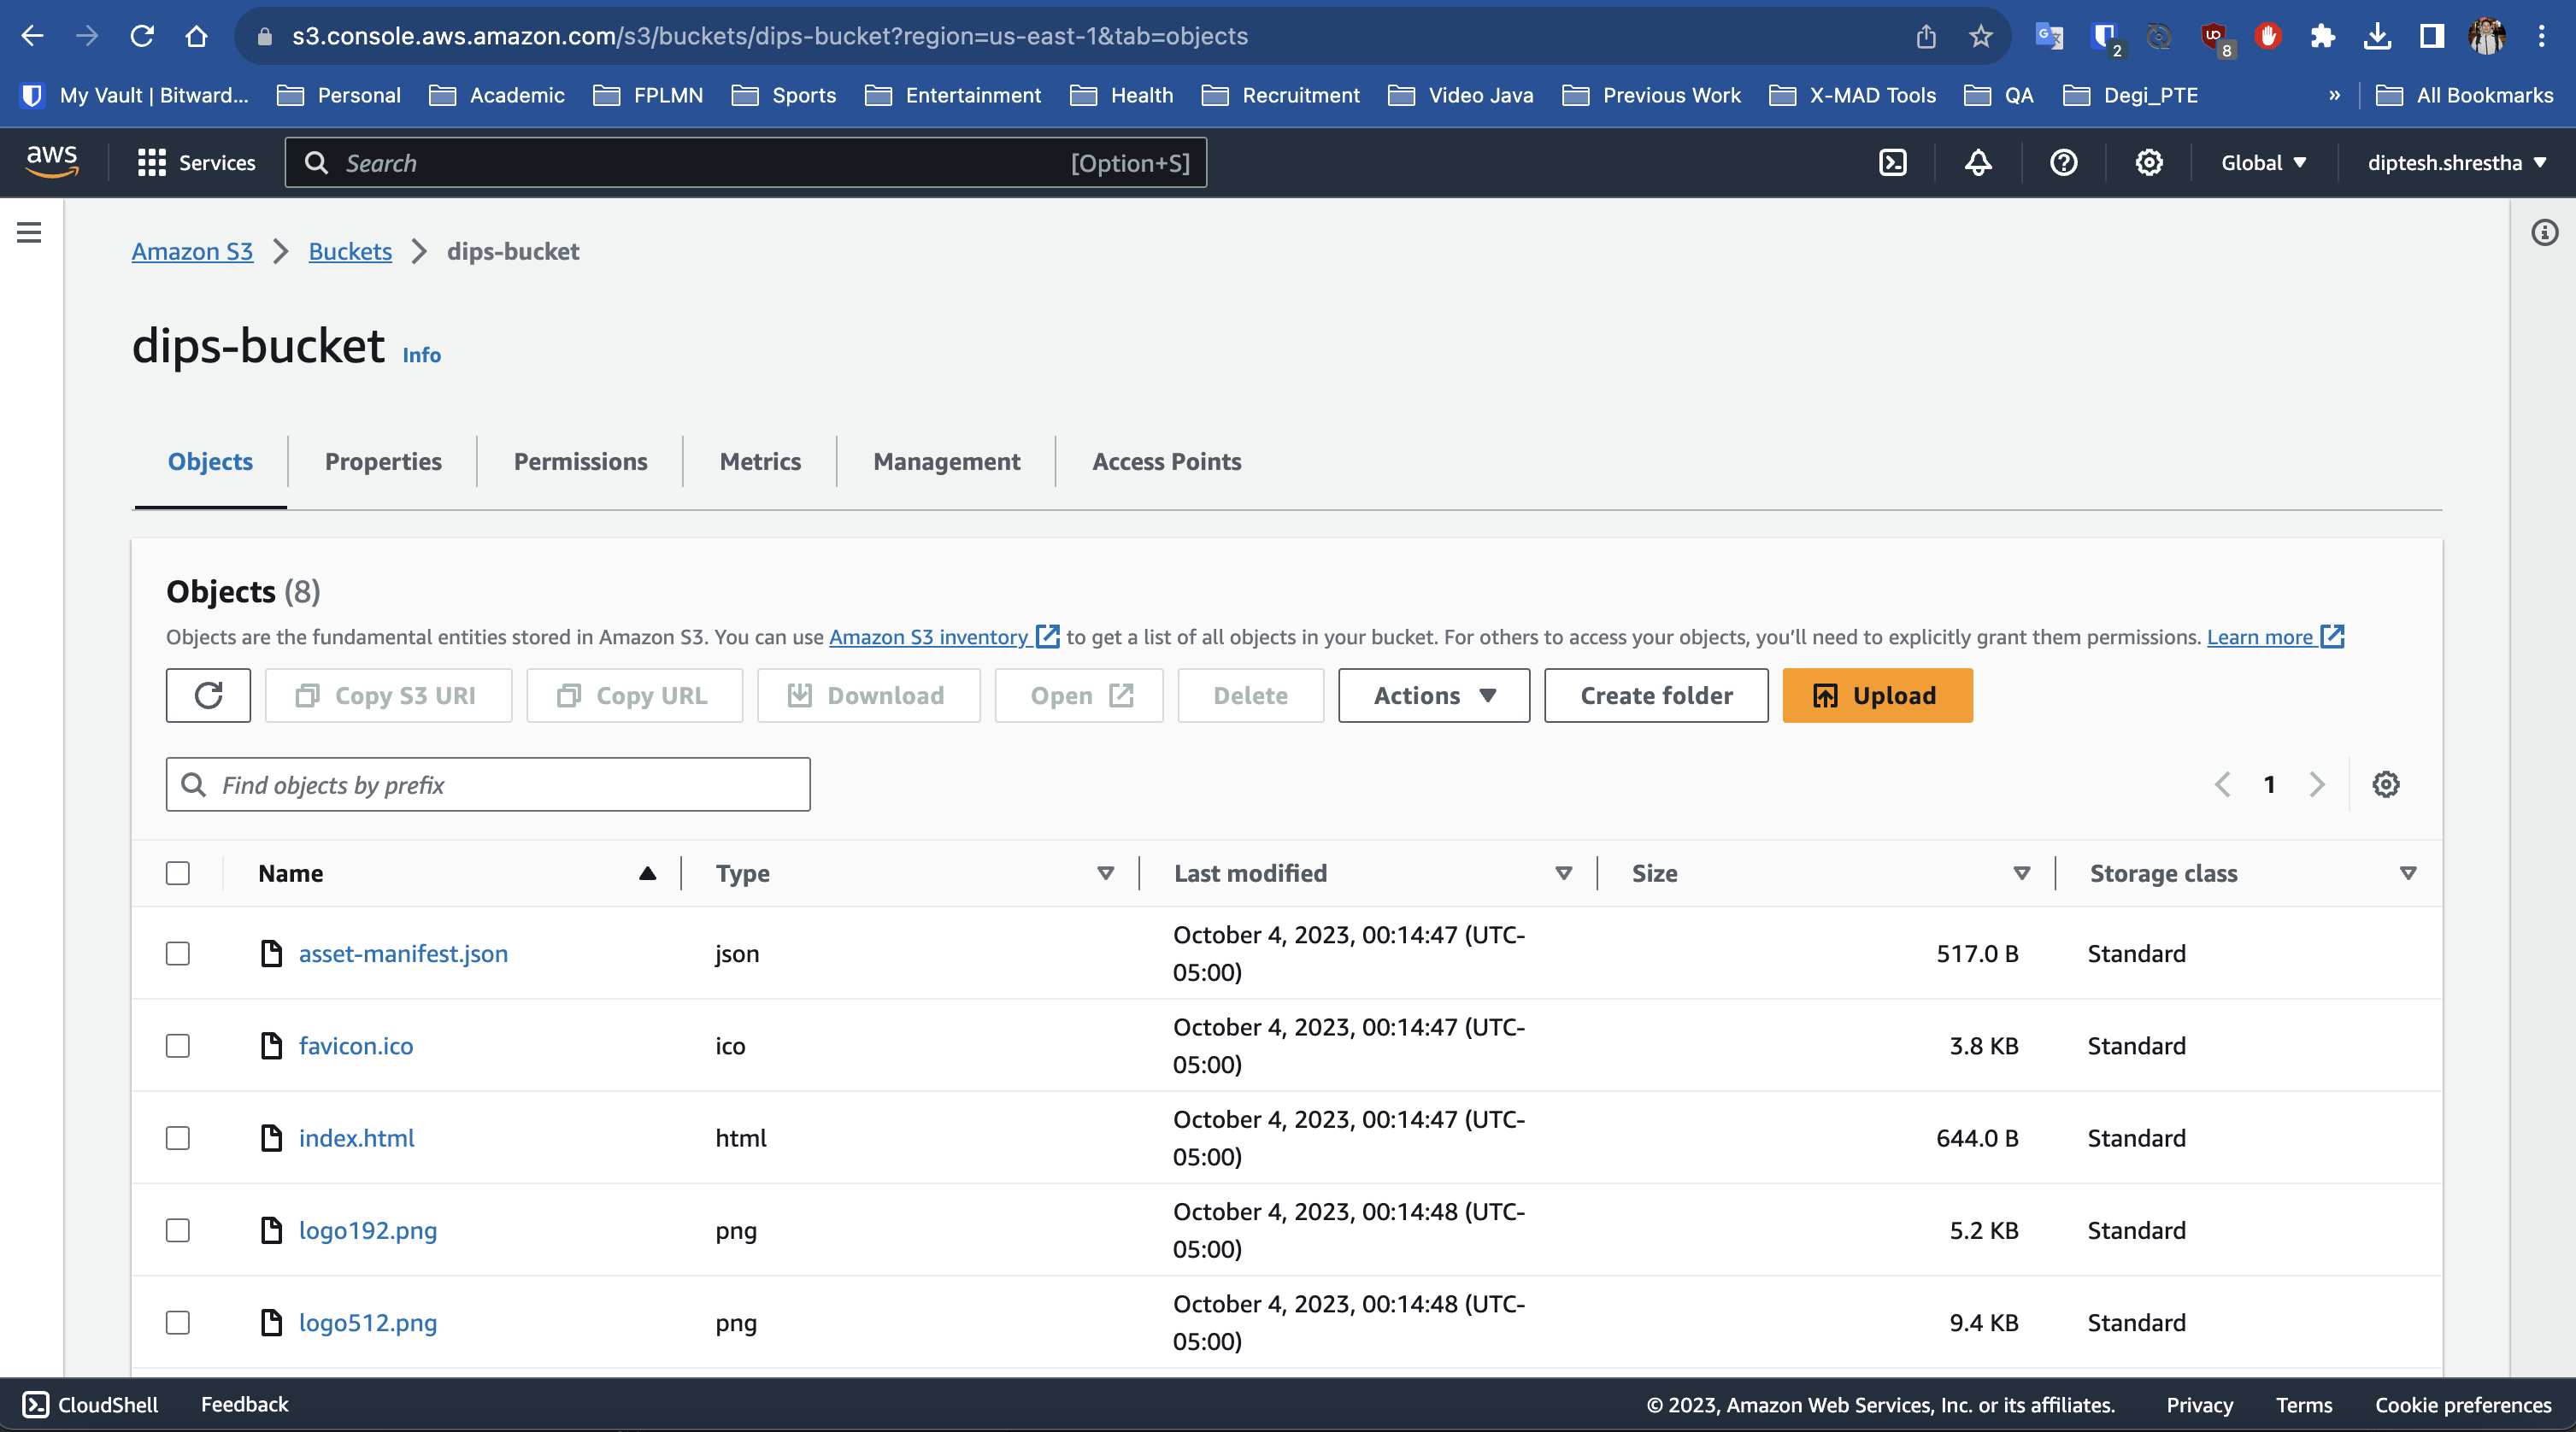 s3.console.aws.amazon.com/s3/buckets/dips-bucket?region=us-east-1&tab=objects
2
8
My Vault | Bitward...
Personal
Academic
FPLMN
Sports
Entertainment
Health
Recruitment
Video Java
Previous Work
X-MAD Tools
QA
Degi_PTE
»
All Bookmarks
aws
Services
Search
[Option+S]
Global
diptesh.shrestha
Amazon S3 > Buckets > dips-bucket
dips-bucket Info
Objects
Properties
Permissions
Metrics
Management
Access Points
Objects (8)
Objects are the fundamental entities stored in Amazon S3. You can use Amazon S3 inventory to get a list of all objects in your bucket. For others to access your objects, you’ll need to explicitly grant them permissions. Learn more
Copy S3 URI
Copy URL
Download
Open
Delete
Actions
Create folder
Upload
Find objects by prefix
1
Name
Type
Last modified
Size
Storage class
asset-manifest.json
json
October 4, 2023, 00:14:47 (UTC-
05:00)
517.0 B
Standard
favicon.ico
ico
October 4, 2023, 00:14:47 (UTC-
05:00)
3.8 KB
Standard
index.html
html
October 4, 2023, 00:14:47 (UTC-
05:00)
644.0 B
Standard
logo192.png
png
October 4, 2023, 00:14:48 (UTC-
05:00)
5.2 KB
Standard
logo512.png
png
October 4, 2023, 00:14:48 (UTC-
05:00)
9.4 KB
Standard
CloudShell
Feedback
© 2023, Amazon Web Services, Inc. or its affiliates.
Privacy
Terms
Cookie preferences